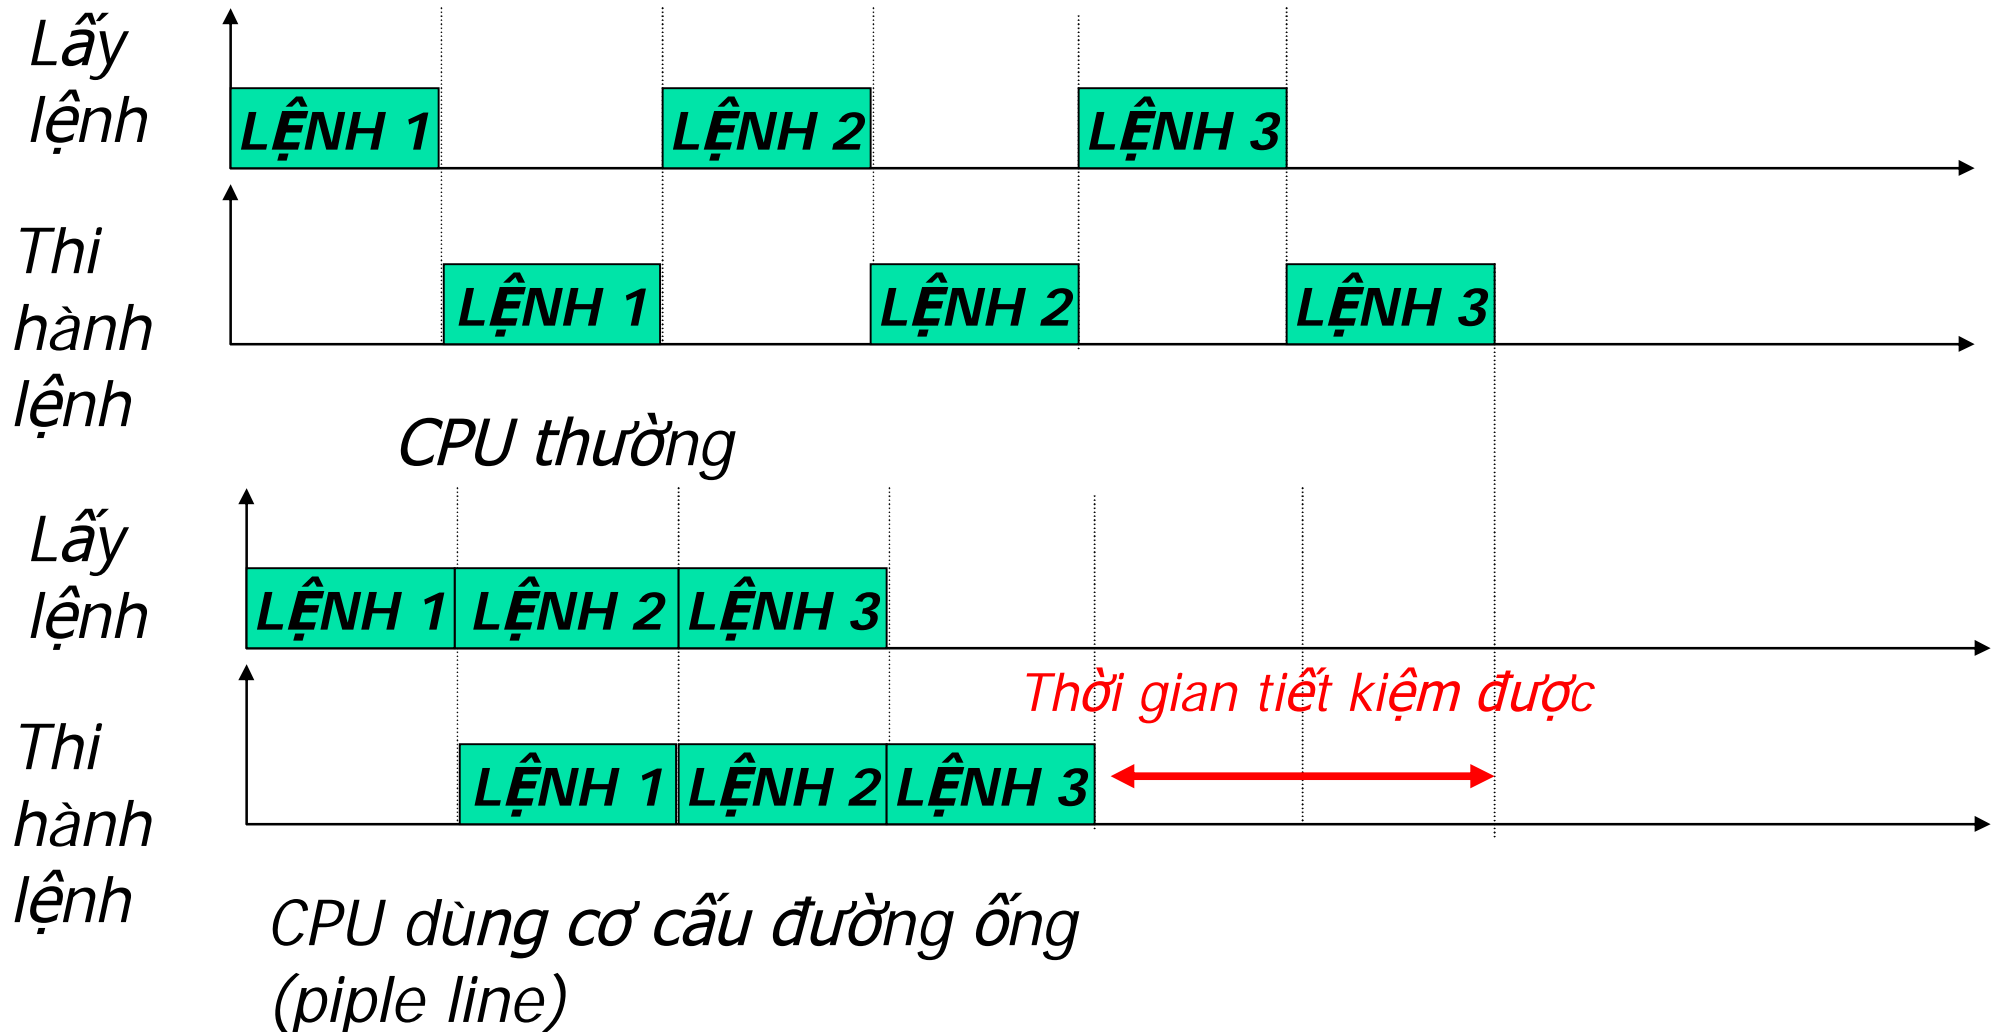 Lấy
lệnh
LỆNH 1
LỆNH 2
LỆNH 3
Thi
hành
lệnh
LỆNH 1
LỆNH 2
LỆNH 3
CPU thường
Lấy
lệnh
LỆNH 1
LỆNH 2
LỆNH 3
Thời gian tiết kiệm được
Thi
hành
lệnh
LỆNH 1
LỆNH 2
LỆNH 3
CPU dùng cơ cấu đường ống
(piple line)